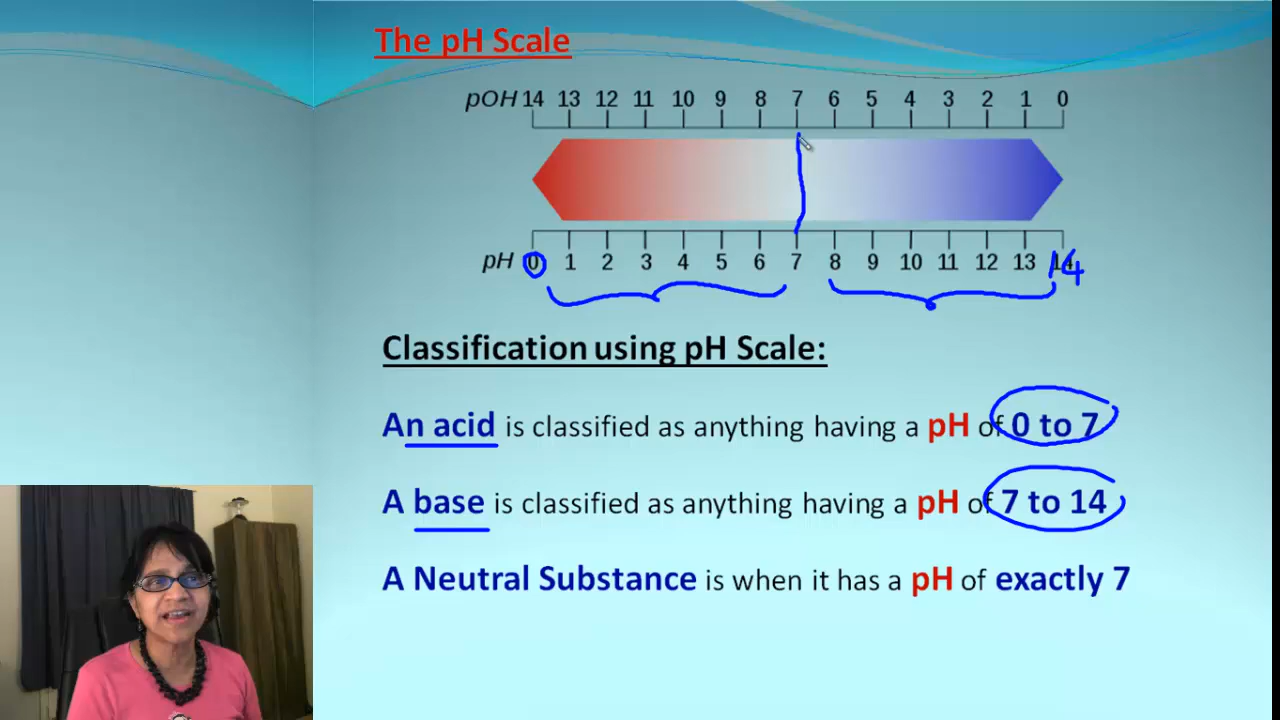 The pH Scale
pOH 14 13 12 11 10 9 8 7 6 5 4 3 2 1 0
pH 0 1 2 3 4 5 6 7 8 9 10 11 12 13 14
Classification using pH Scale:
An acid is classified as anything having a pH of 0 to 7
A base is classified as anything having a pH of 7 to 14
A Neutral Substance is when it has a pH of exactly 7